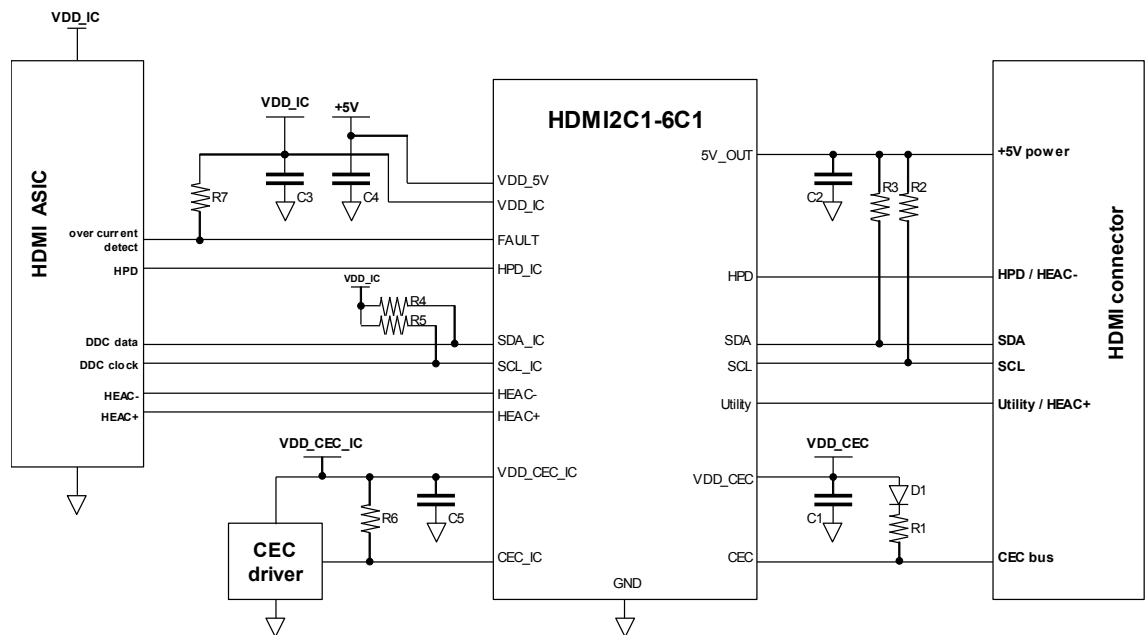 VDD_IC
VDD_IC
+5V
HDMI2C1-6C1
5V_OUT
+5V power
R7
C3
C4
VDD_5V
VDD_IC
C2
R3
R2
HDMI ASIC
over current
detect
FAULT
HPD
HPD_IC
HPD
HPD / HEAC-
HDMI connector
VDD_IC
R4
R5
DDC data
SDA_IC
SDA
SDA
DDC clock
SCL_IC
SCL
SCL
HEAC-
HEAC-
HEAC+
HEAC+
Utility
Utility / HEAC+
VDD_CEC_IC
VDD_CEC
VDD_CEC_IC
VDD_CEC
R6
C5
C1
D1
R1
CEC
driver
CEC_IC
CEC
CEC bus
GND